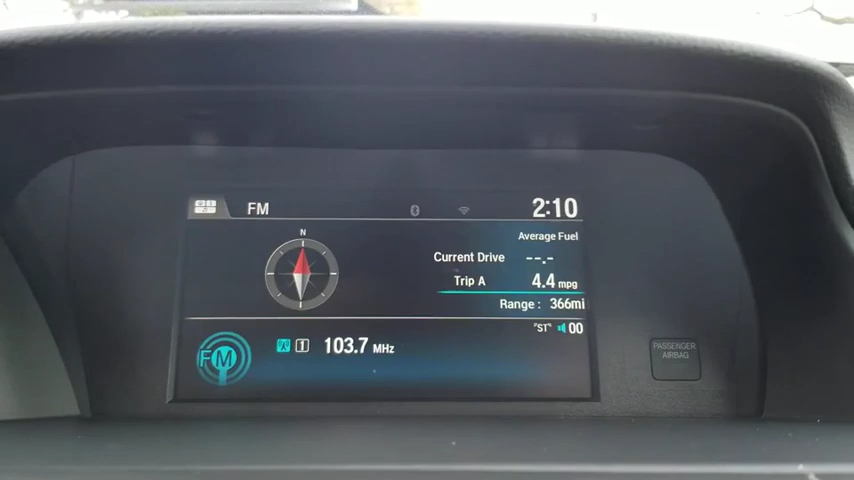 FM
2:10
N
Average Fuel
Current Drive --.-
Trip A 4.4 mpg
Range : 366mi
"ST" 00
FM
1 103.7 MHz
PASSENGER
AIRBAG